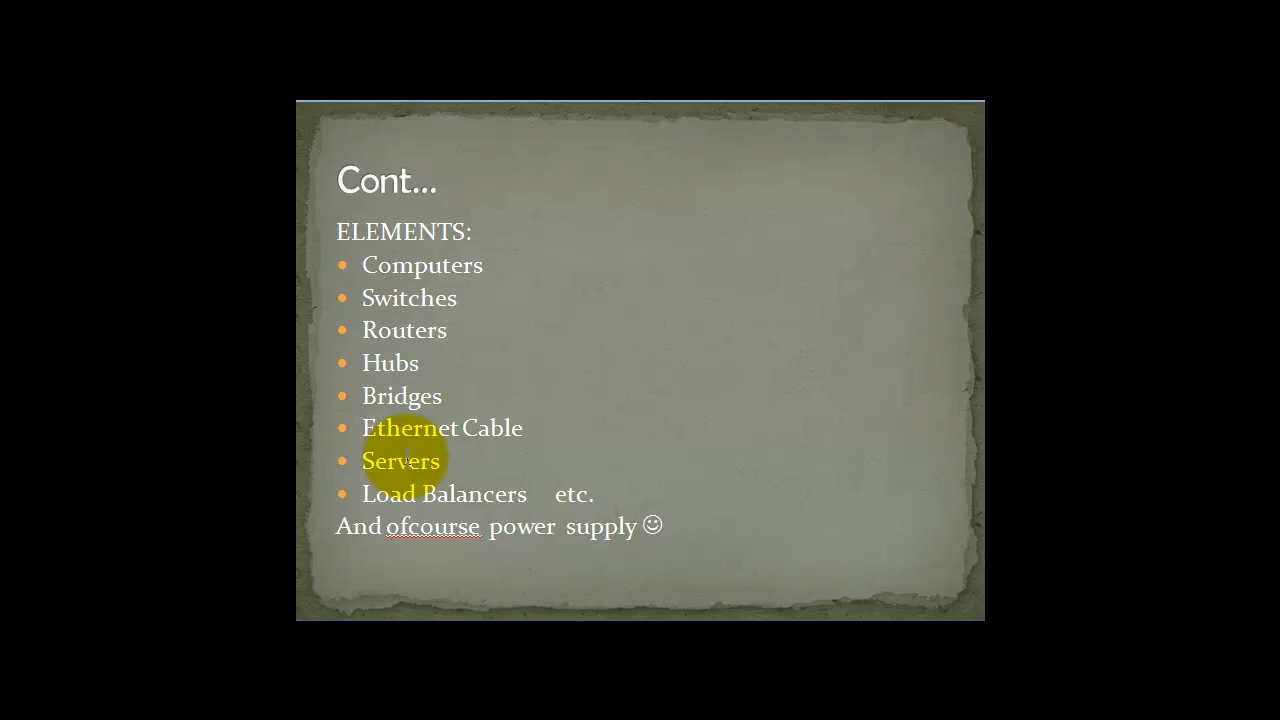 Cont...
ELEMENTS:
• Computers
• Switches
• Routers
• Hubs
• Bridges
• Ethernet Cable
• Servers
• Load Balancers etc.
And ofcourse power supply ☺